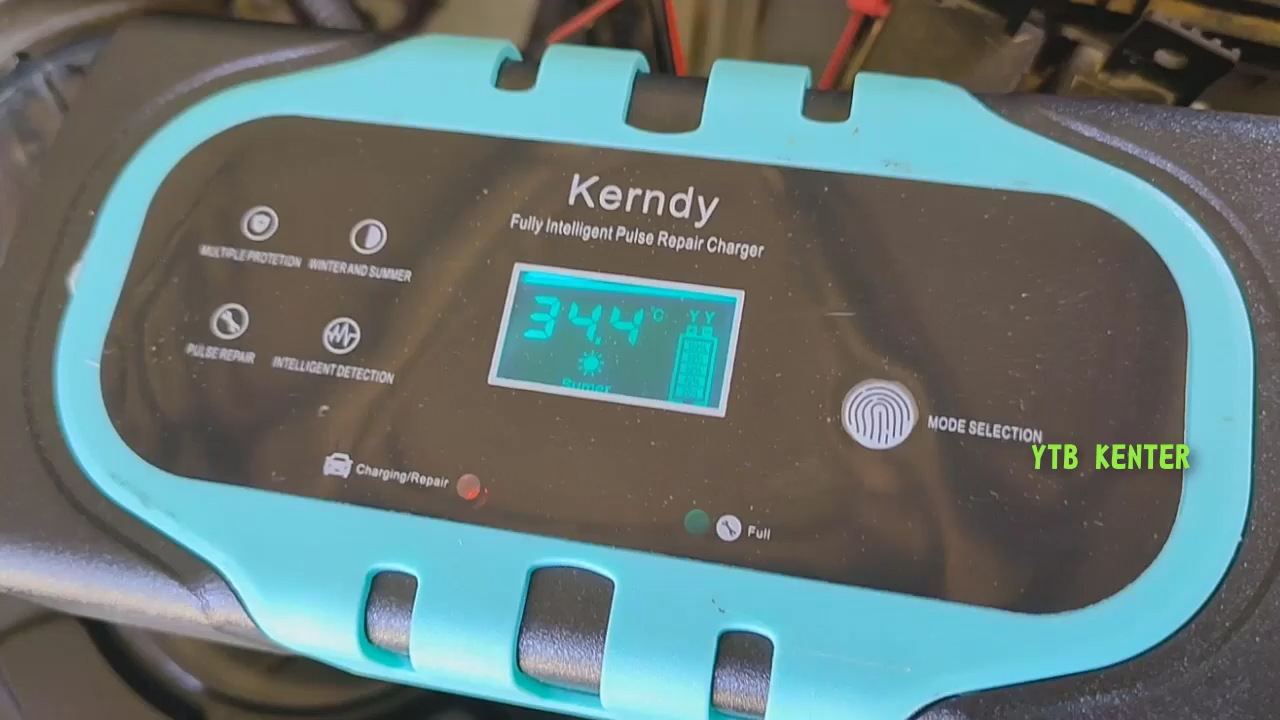 Kerndy
Fully Intelligent Pulse Repair Charger
MULTIPLE PROTETION
WINTER AND SUMMER
PULSE REPAIR
INTELLIGENT DETECTION
34.4°C
Sumer
MODE SELECTION
YTB KENTER
Charging/Repair
Full